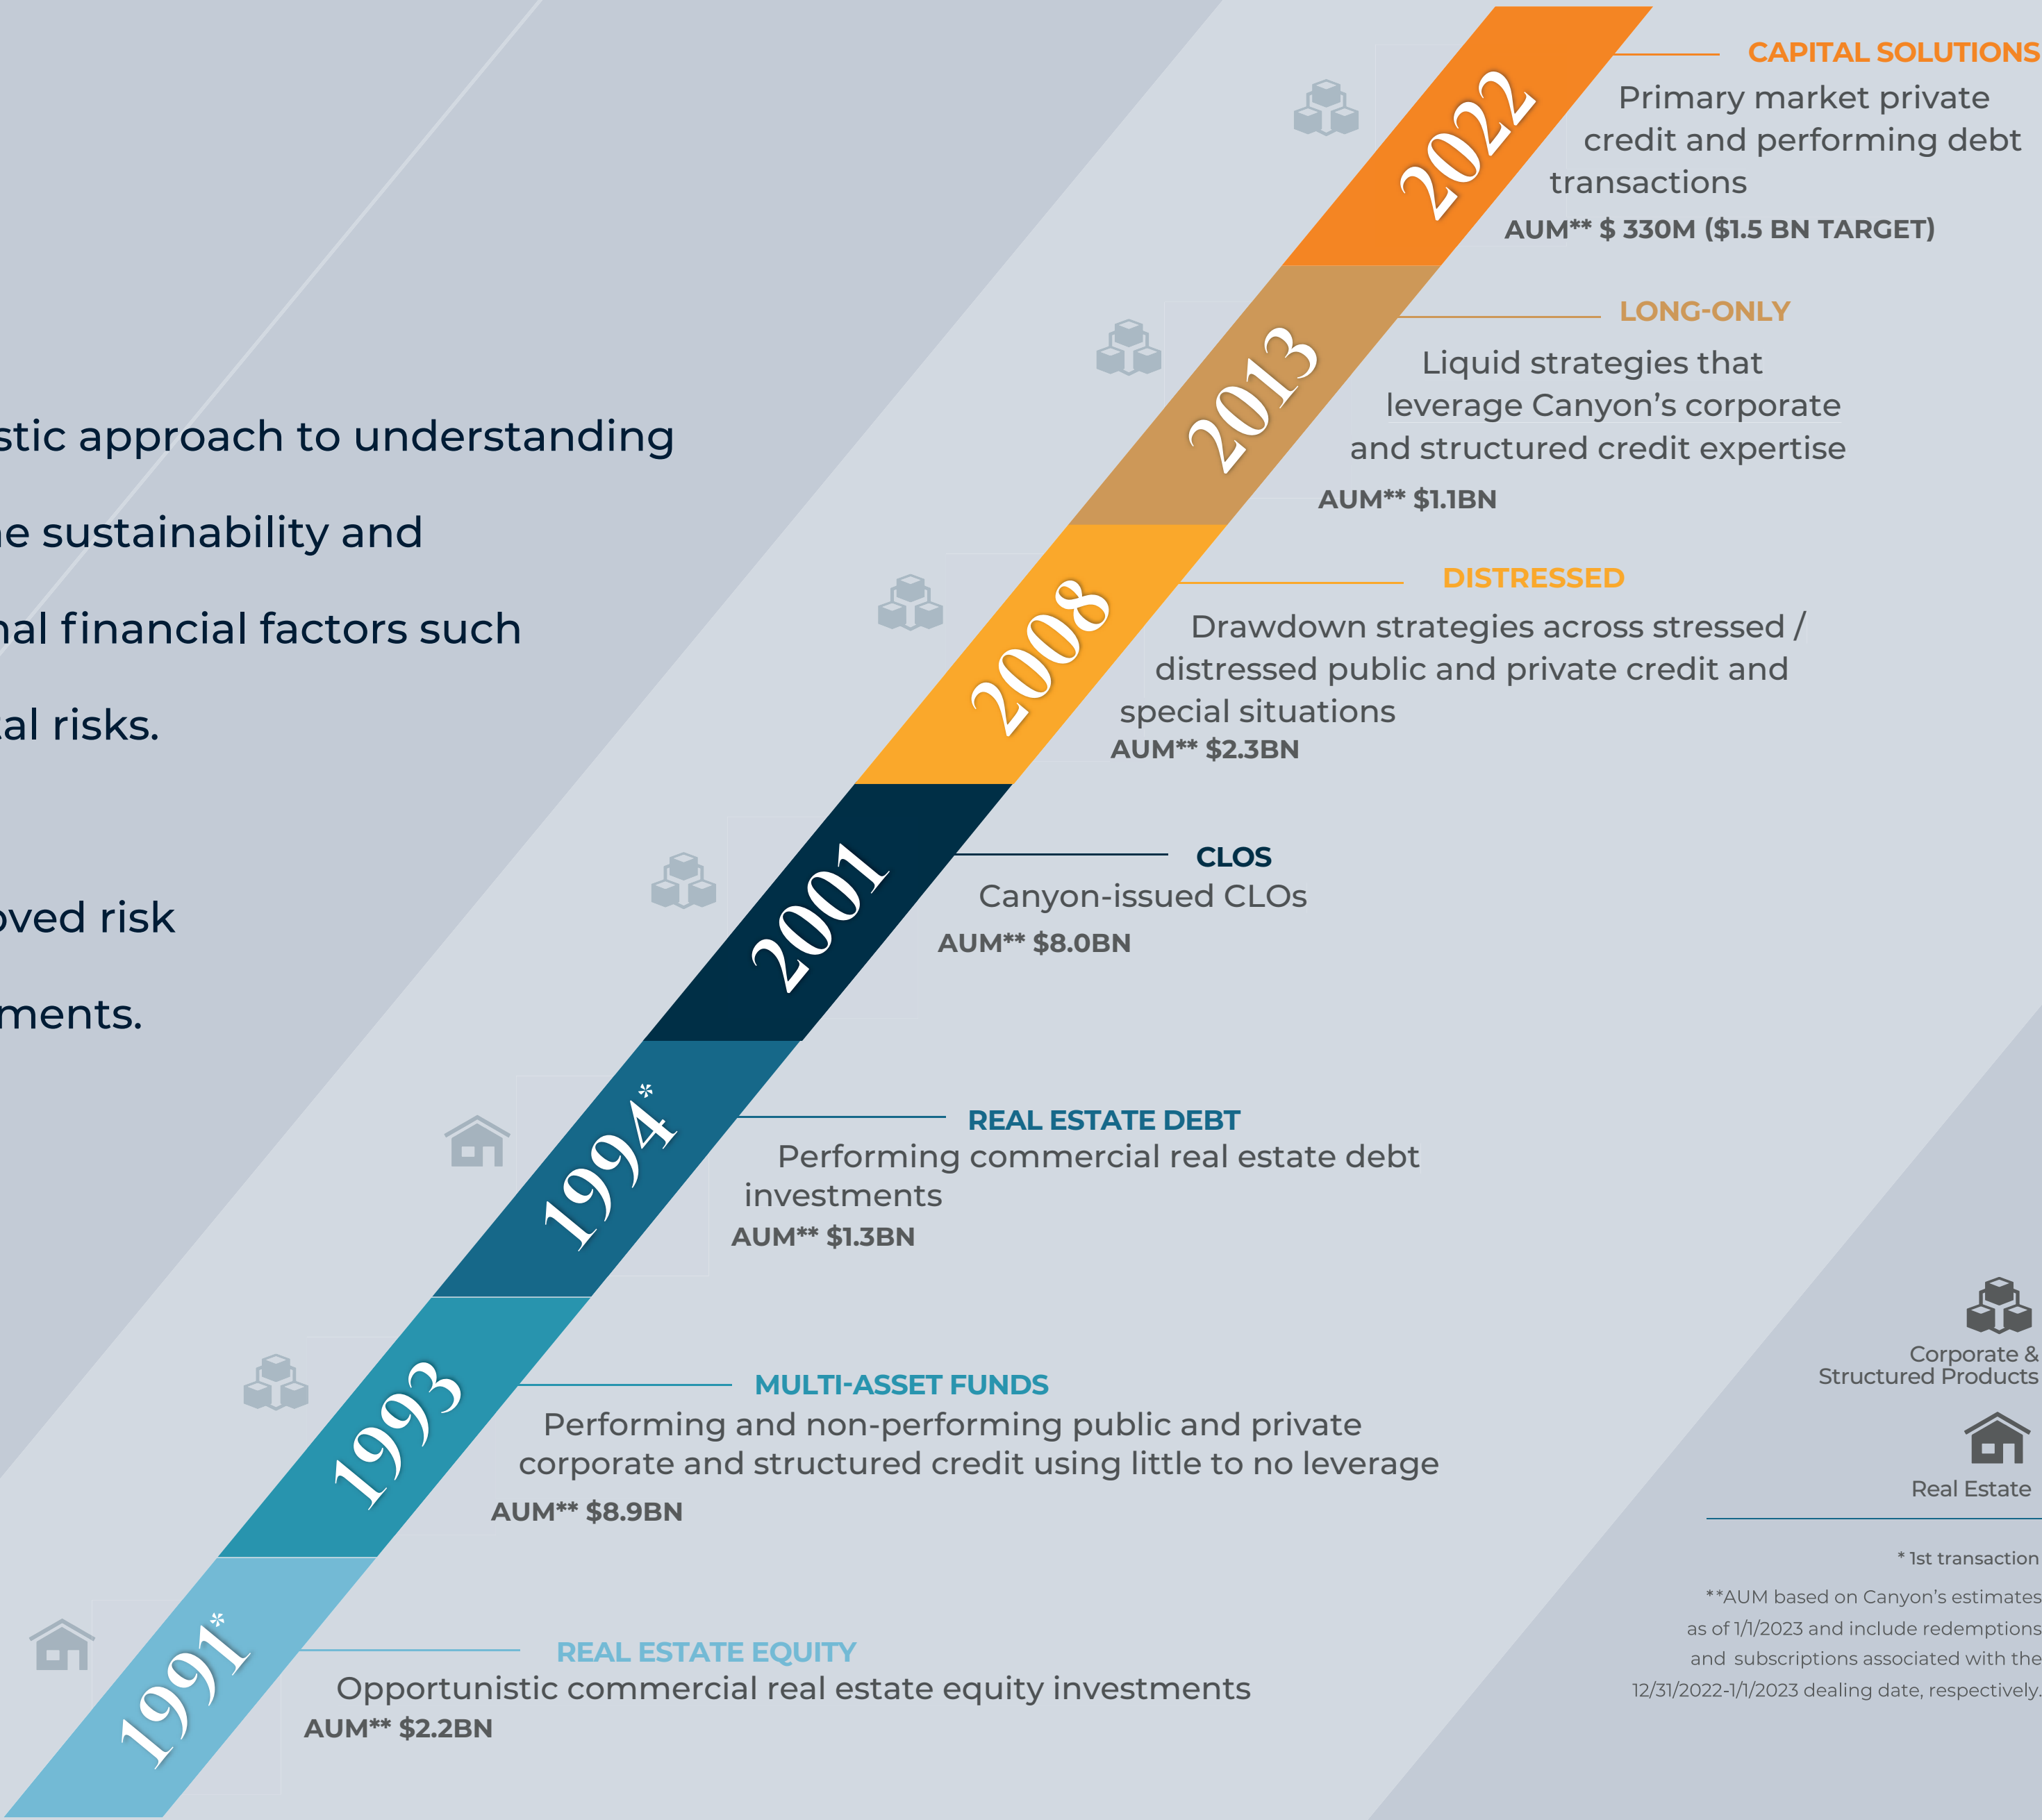 approach to understanding
sustainability and
financial factors such
risks.
risk
CAPITAL SOLUTIONS
2022
Primary market private
credit and performing debt
transactions
AUM** $ 330M ($1.5 BN TARGET)
LONG-ONLY
2013
Liquid strategies that
leverage Canyon’s corporate
and structured credit expertise
AUM** $1.1BN
DISTRESSED
2008
Drawdown strategies across stressed /
distressed public and private credit and
special situations
AUM** $2.3BN
CLOS
2001
Canyon-issued CLOs
AUM** $8.0BN
REAL ESTATE DEBT
1994*
Performing commercial real estate debt
investments
AUM** $1.3BN
MULTI-ASSET FUNDS
1993
Performing and non-performing public and private
corporate and structured credit using little to no leverage
AUM** $8.9BN
REAL ESTATE EQUITY
1991*
Opportunistic commercial real estate equity investments
AUM** $2.2BN
Corporate &
Structured Products
Real Estate
* 1st transaction
**AUM based on Canyon’s estimates
as of 1/1/2023 and include redemptions
and subscriptions associated with the
12/31/2022-1/1/2023 dealing date, respectively.